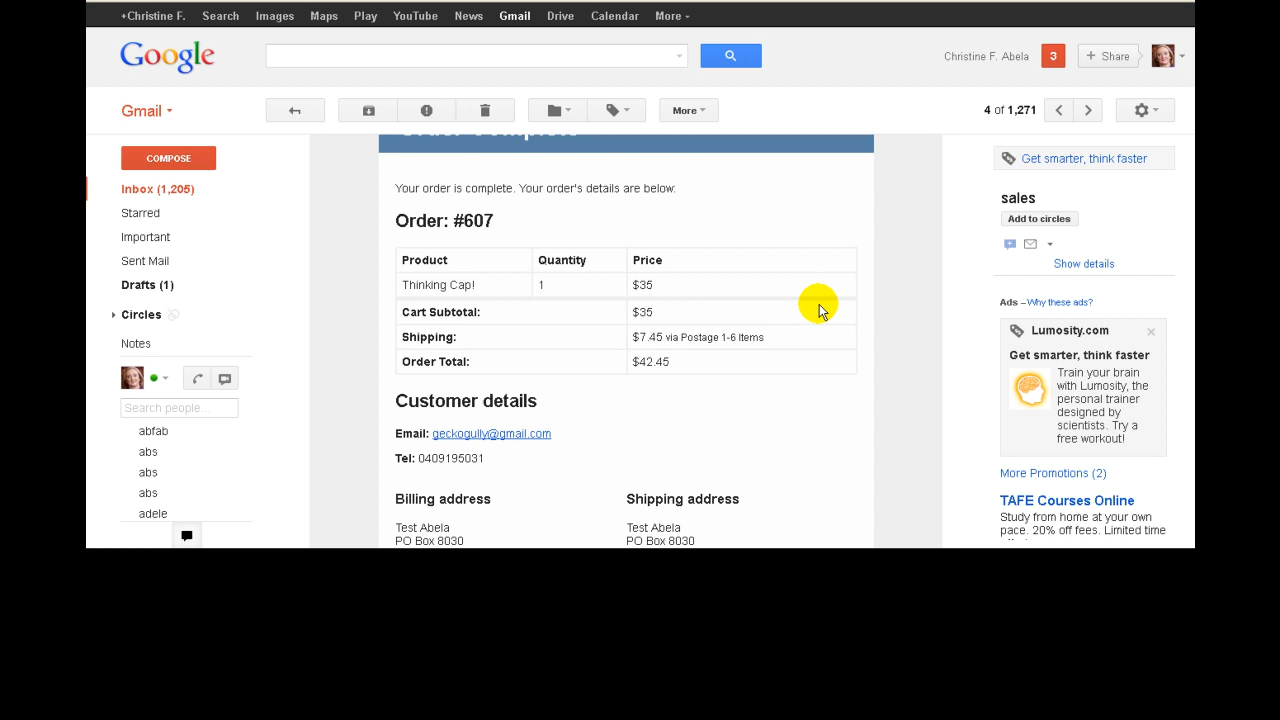 +Christine F. Search Images Maps Play YouTube News Gmail Drive Calendar More
Google
Christine F. Abela 3 + Share
Gmail More 4 of 1,271
Order Complete
COMPOSE
Inbox (1,205)
Starred
Important
Sent Mail
Drafts (1)
Circles
Notes
Search people...
abfab
abs
abs
abs
adele
Your order is complete. Your order's details are below:
Order: #607
Product Quantity Price
Thinking Cap! 1 $35
Cart Subtotal: $35
Shipping: $7.45 via Postage 1-6 Items
Order Total: $42.45
Customer details
Email: geckogully@gmail.com
Tel: 0409195031
Billing address Shipping address
Test Abela Test Abela
PO Box 8030 PO Box 8030
Get smarter, think faster
sales
Add to circles
Show details
Ads – Why these ads?
Lumosity.com
Get smarter, think faster
Train your brain
with Lumosity, the
personal trainer
designed by
scientists. Try a
free workout!
More Promotions (2)
TAFE Courses Online
Study from home at your own
pace. 20% off fees. Limited time